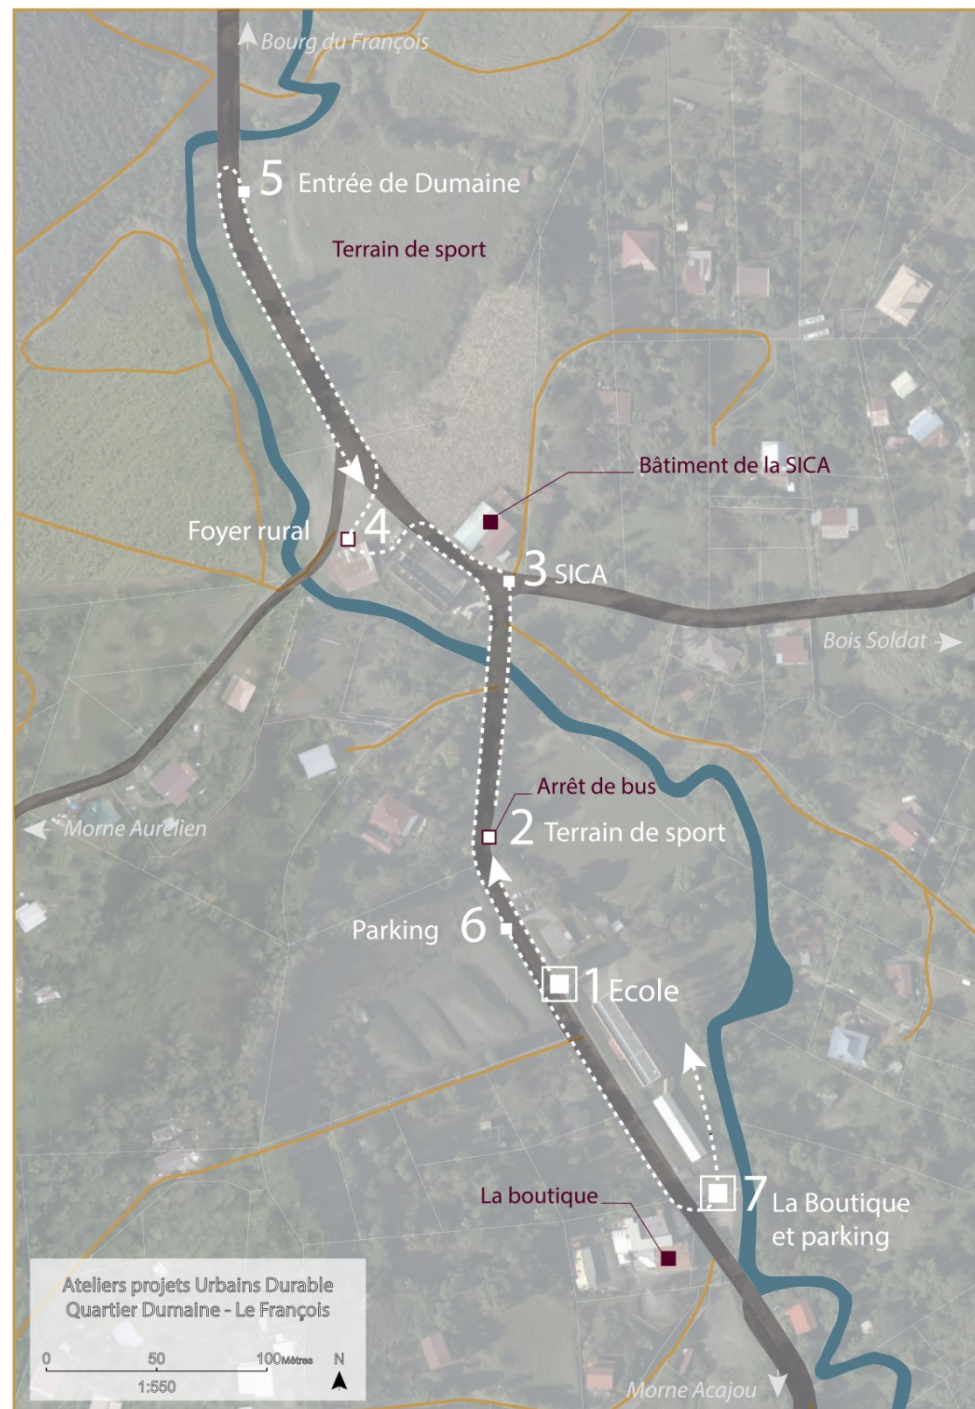 Bourg du François
5 Entrée de Dumaine
Terrain de sport
Bâtiment de la SICA
Foyer rural 4
3 SICA
Bois Soldat
Arrêt de bus
Morne Aurélien
2 Terrain de sport
Parking 6
1 Ecole
La boutique
7 La Boutique
et parking
Ateliers projets Urbains Durable
Quartier Dumaine - Le François
0 50 100 Mètres N
1:550
Morne Acajou